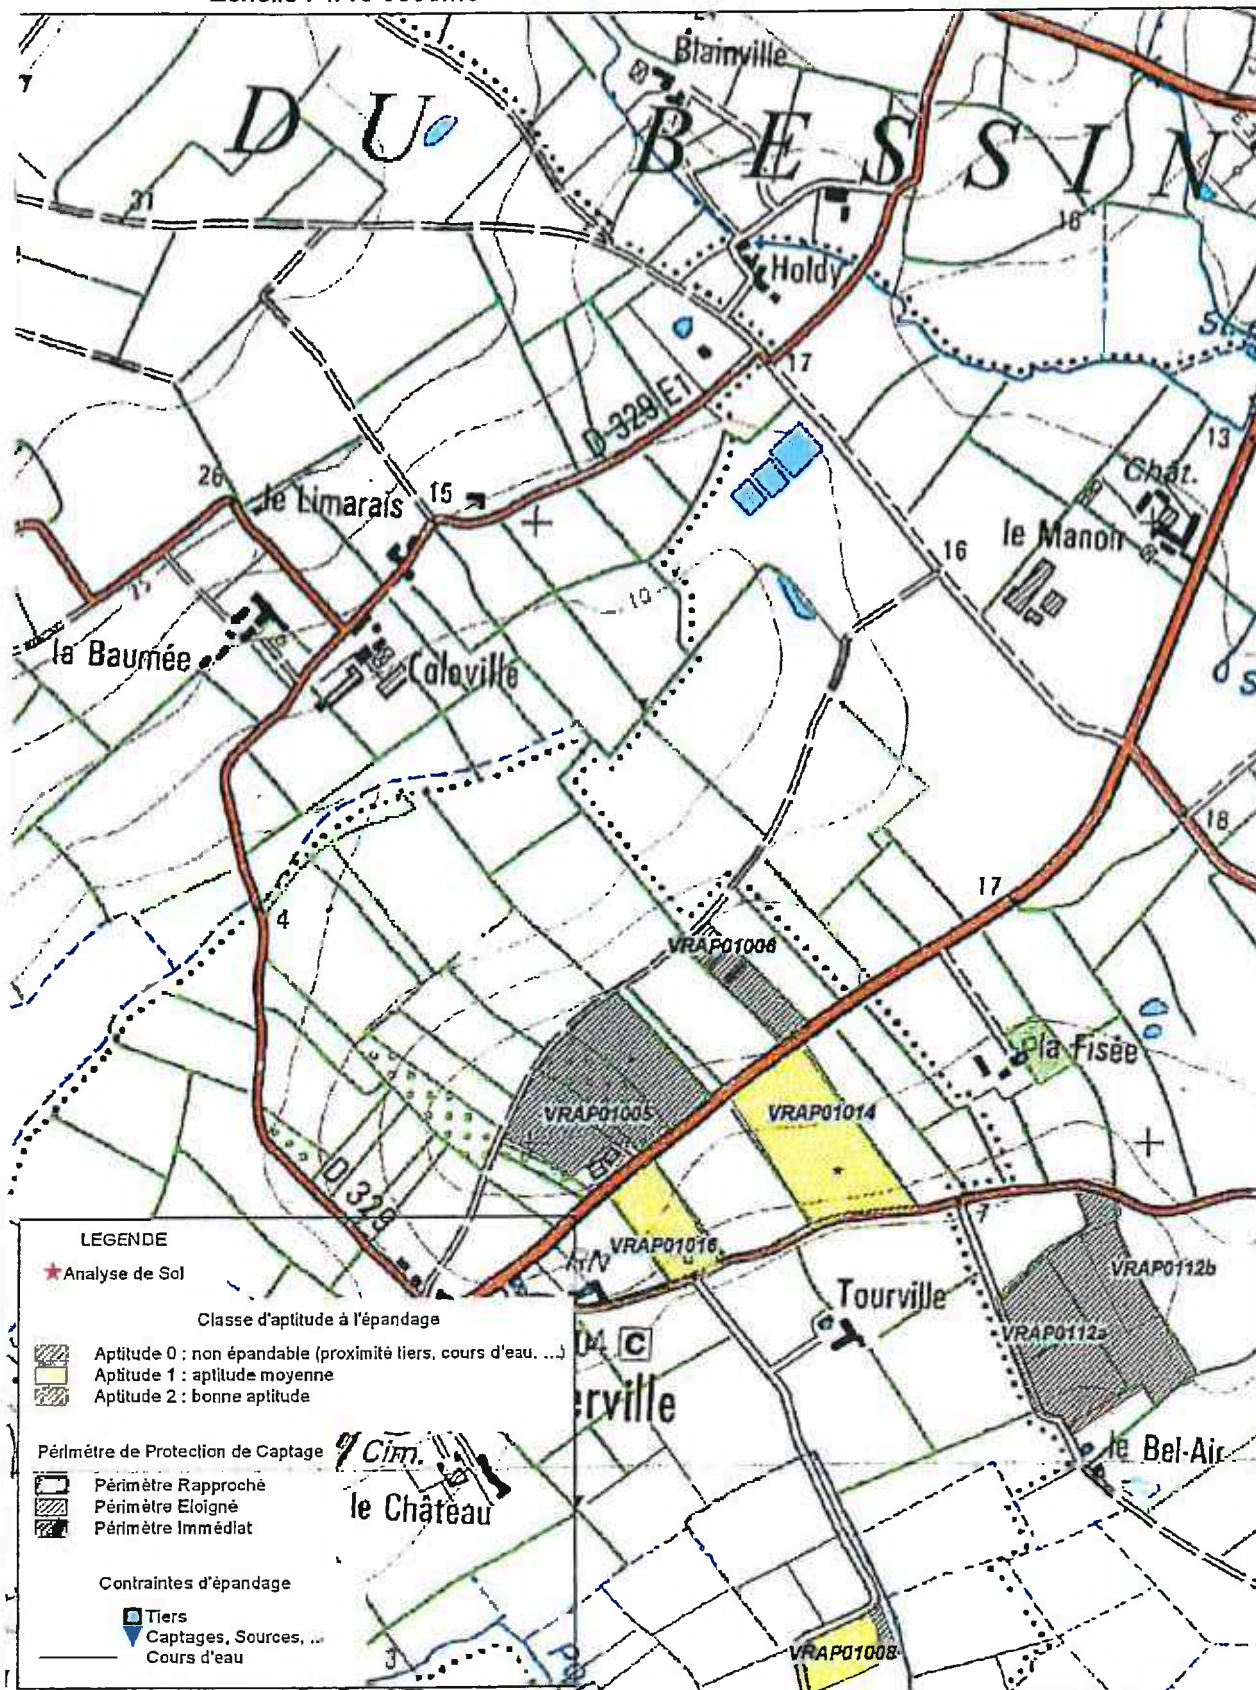 Blainville
DU BESSIN
31
18
Holdy
17
D 329 E1
13
Chât.
26
le Limarais
15
le Manoir
16
10
la Baumée
Caloville
18
17
4
VRAP01006
la Fisée
VRAP01005
VRAP01014
D 329
7
VRAP01016
VRAP0112b
Tourville
VRAP0112a
erville
le Bel-Air
Cim.
le Château
3
VRAP01008
LEGENDE
Analyse de Sol
Classe d'aptitude à l'épandage
Aptitude 0 : non épandable (proximité tiers, cours d'eau, ...)
Aptitude 1 : aptitude moyenne
Aptitude 2 : bonne aptitude
Périmètre de Protection de Captage
Périmètre Rapproché
Périmètre Eloigné
Périmètre Immédiat
Contraintes d'épandage
Tiers
Captages, Sources, ...
Cours d'eau